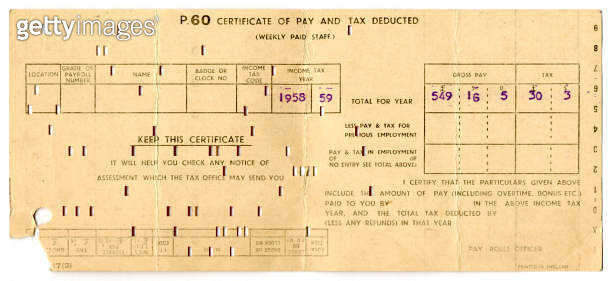 P.60 CERTIFICATE OF PAY AND TAX DEDUCTED
(WEEKLY PAID STAFF.)
LOCATION GRADE OR PAYROLL NUMBER NAME BADGE OR CLOCK NO INCOME TAX CODE INCOME TAX YEAR
1958 59
GROSS PAY TAX
TOTAL FOR YEAR 549 16 5 30 3
LESS PAY & TAX FOR PREVIOUS EMPLOYMENT
PAY & TAX IN EMPLOYMENT OF
OR
NO ENTRY SEE TOTAL ABOVE)
KEEP THIS CERTIFICATE
IT WILL HELP YOU CHECK ANY NOTICE OF
ASSESSMENT WHICH THE TAX OFFICE MAY SEND YOU
I CERTIFY THAT THE PARTICULARS GIVEN ABOVE
INCLUDE THE AMOUNT OF PAY (INCLUDING OVERTIME, BONUS ETC.)
PAID TO YOU BY IN THE ABOVE INCOME TAX
YEAR, AND THE TOTAL TAX DEDUCTED BY
(LESS ANY REFUNDS) IN THAT YEAR
PAY-ROLLS OFFICER
PRINTED IN ENGLAND
gettyimages